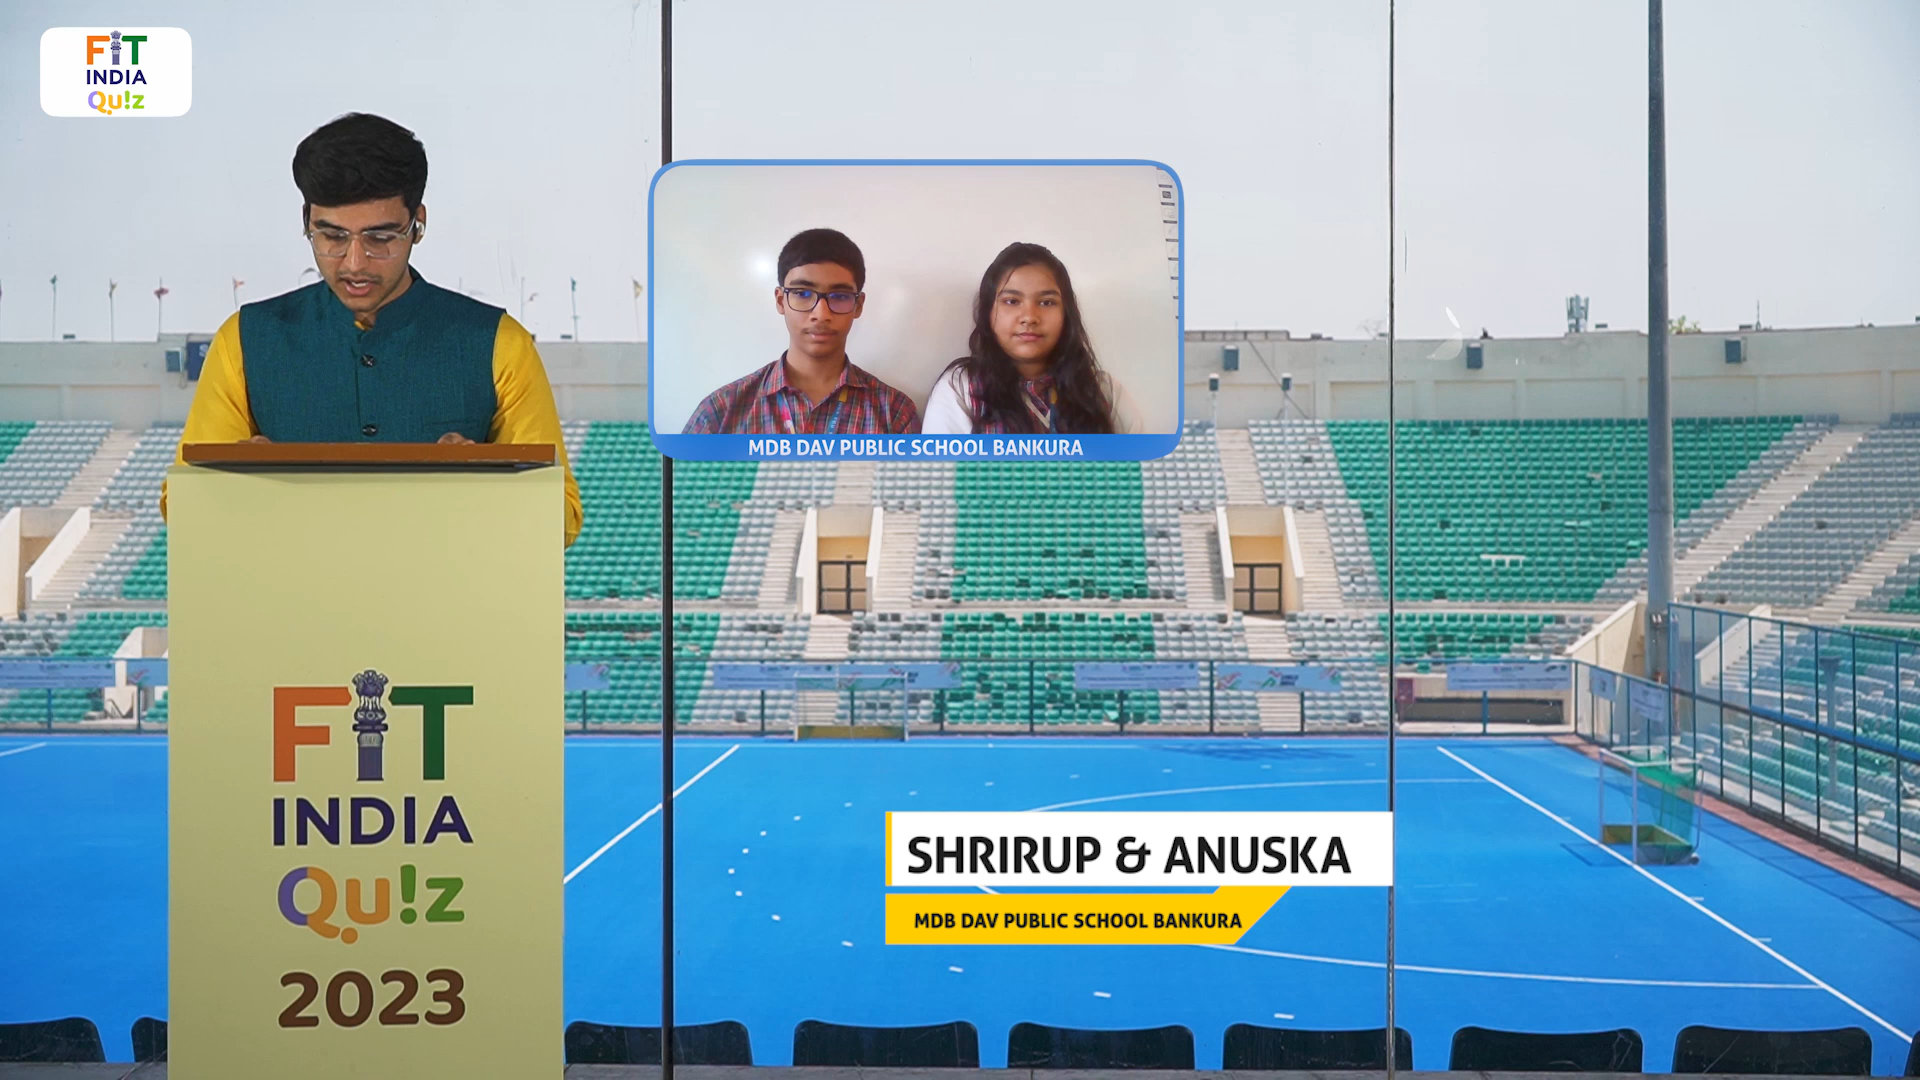 FIT
INDIA
Qu!z
MDB DAV PUBLIC SCHOOL BANKURA
FIT
INDIA
Qu!z
2023
SHRIRUP & ANUSKA
MDB DAV PUBLIC SCHOOL BANKURA